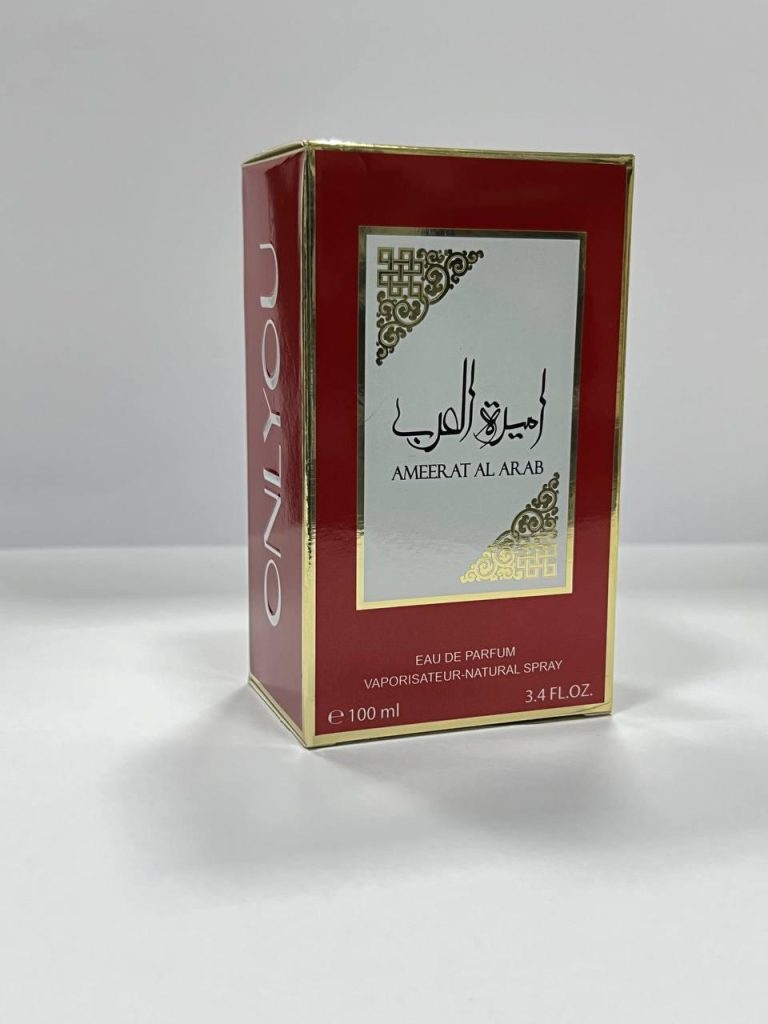 ONLYOU
اميرة العرب
AMEERAT AL ARAB
EAU DE PARFUM
VAPORISATEUR-NATURAL SPRAY
℮ 100 ml
3.4 FL.OZ.